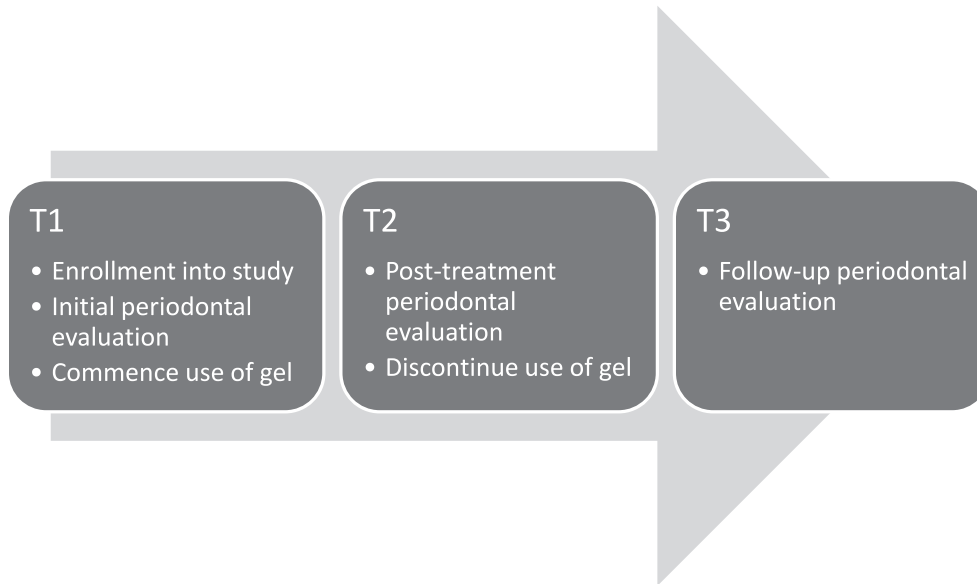 T1
• Enrollment into study
• Initial periodontal
evaluation
• Commence use of gel
T2
• Post-treatment
periodontal
evaluation
• Discontinue use of gel
T3
• Follow-up periodontal
evaluation